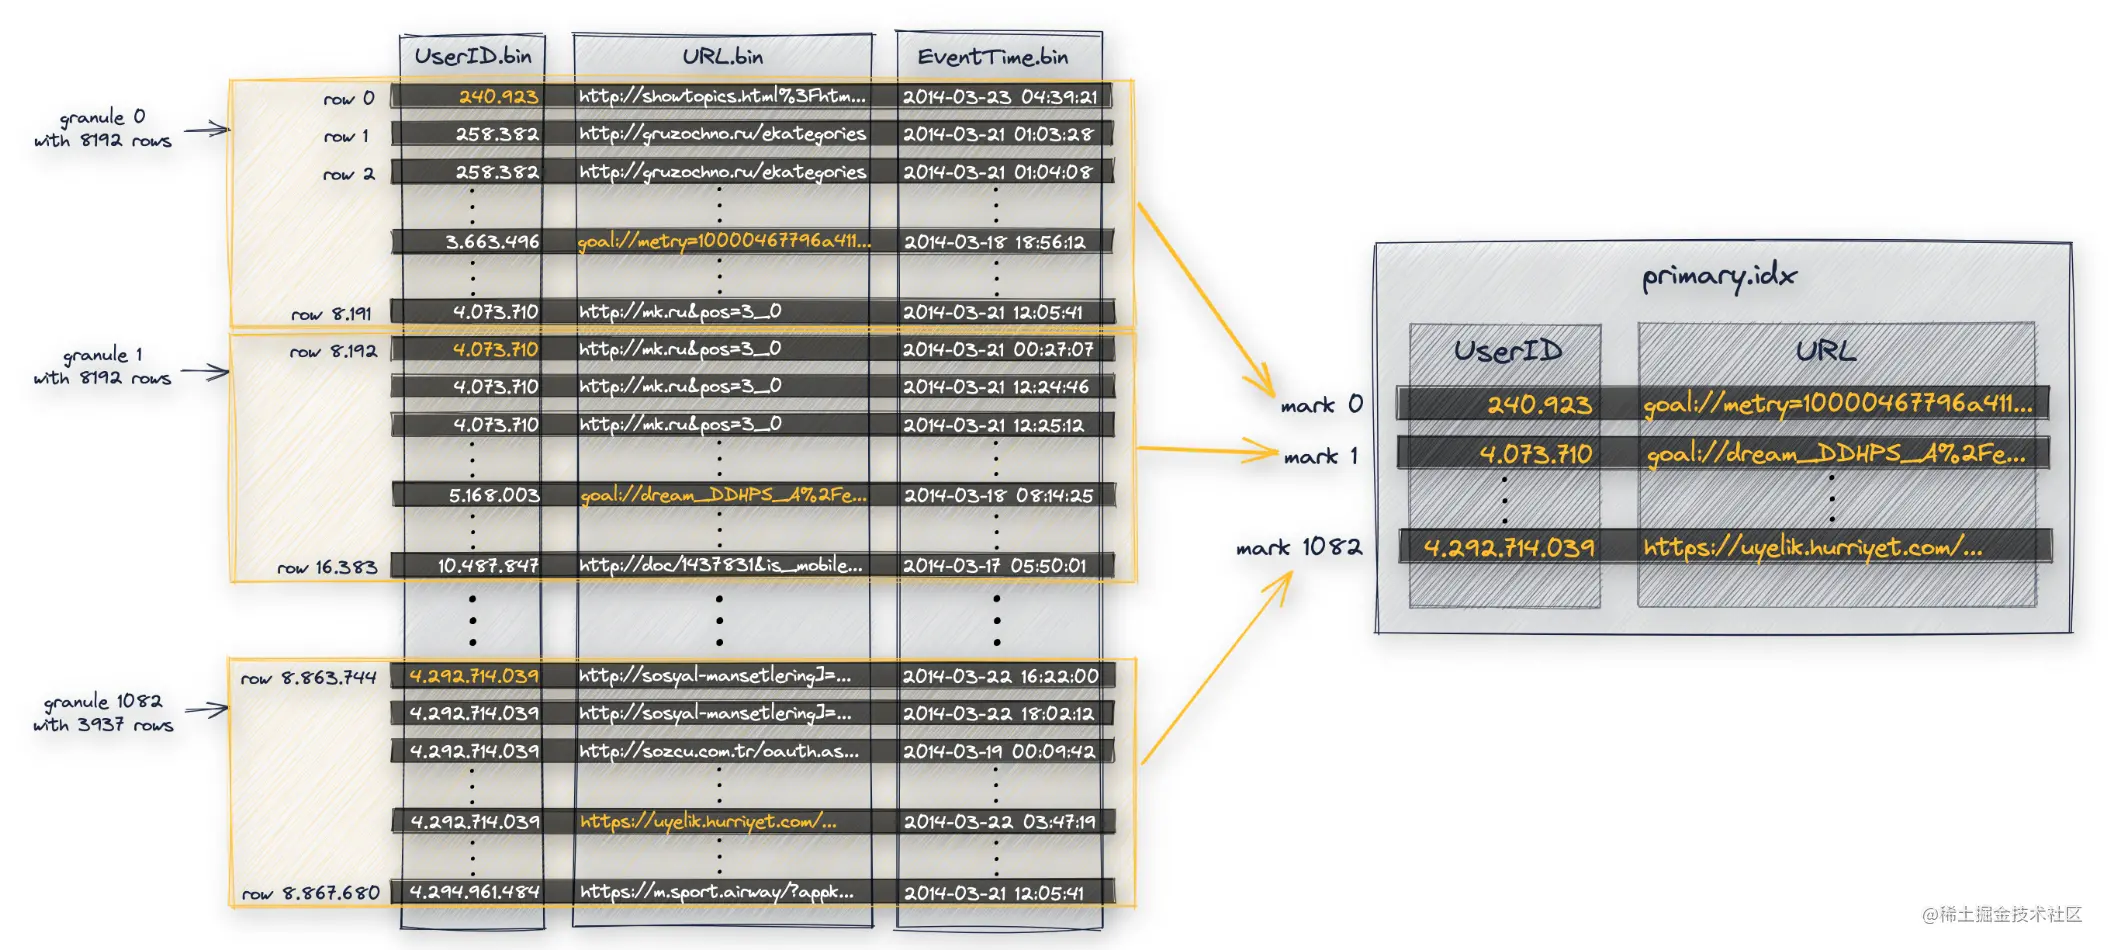 UserID.bin URL.bin EventTime.bin
granule 0
with 8192 rows
row 0 240.923 http://showtopics.html%3Fhtm... 2014-03-23 04:39:21
row 1 258.382 http://gruzochno.ru/ekategories 2014-03-21 01:03:28
row 2 258.382 http://gruzochno.ru/ekategories 2014-03-21 01:04:08
3.663.496 goal://metry=10000467796a411... 2014-03-18 18:56:12
row 8.191 4.073.710 http://mk.ru&pos=3_0 2014-03-21 12:05:41
granule 1
with 8192 rows
row 8.192 4.073.710 http://mk.ru&pos=3_0 2014-03-21 00:27:07
4.073.710 http://mk.ru&pos=3_0 2014-03-21 12:24:46
4.073.710 http://mk.ru&pos=3_0 2014-03-21 12:25:12
5.168.003 goal://dream_DDHPS_A%2Fe... 2014-03-18 08:14:25
row 16.383 10.487.847 http://doc/1437831&is_mobile... 2014-03-17 05:50:01
granule 1082
with 3937 rows
row 8.863.744 4.292.714.039 http://sosyal-mansetlering]=... 2014-03-22 16:22:00
4.292.714.039 http://sosyal-mansetlering]=... 2014-03-22 18:02:12
4.292.714.039 http://sozcu.com.tr/oauth.as... 2014-03-19 00:09:42
4.292.714.039 https://uyelik.hurriyet.com/... 2014-03-22 03:47:19
row 8.867.680 4.294.961.484 https://m.sport.airway/?appk... 2014-03-21 12:05:41
primary.idx
UserID URL
mark 0 240.923 goal://metry=10000467796a411...
mark 1 4.073.710 goal://dream_DDHPS_A%2Fe...
mark 1082 4.292.714.039 https://uyelik.hurriyet.com/...
@稀土掘金技术社区